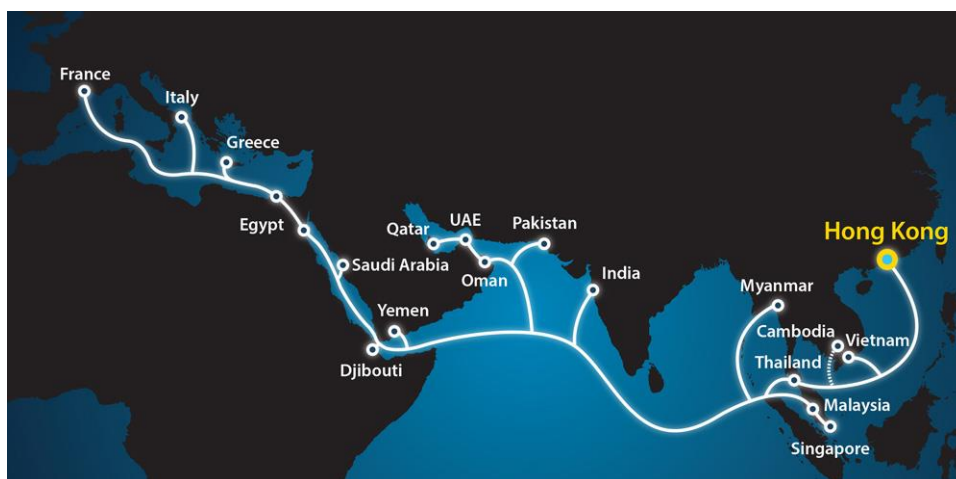 France
Italy
Greece
Egypt
Qatar
UAE
Pakistan
Hong Kong
Saudi Arabia
Oman
India
Myanmar
Yemen
Cambodia
Vietnam
Thailand
Djibouti
Malaysia
Singapore